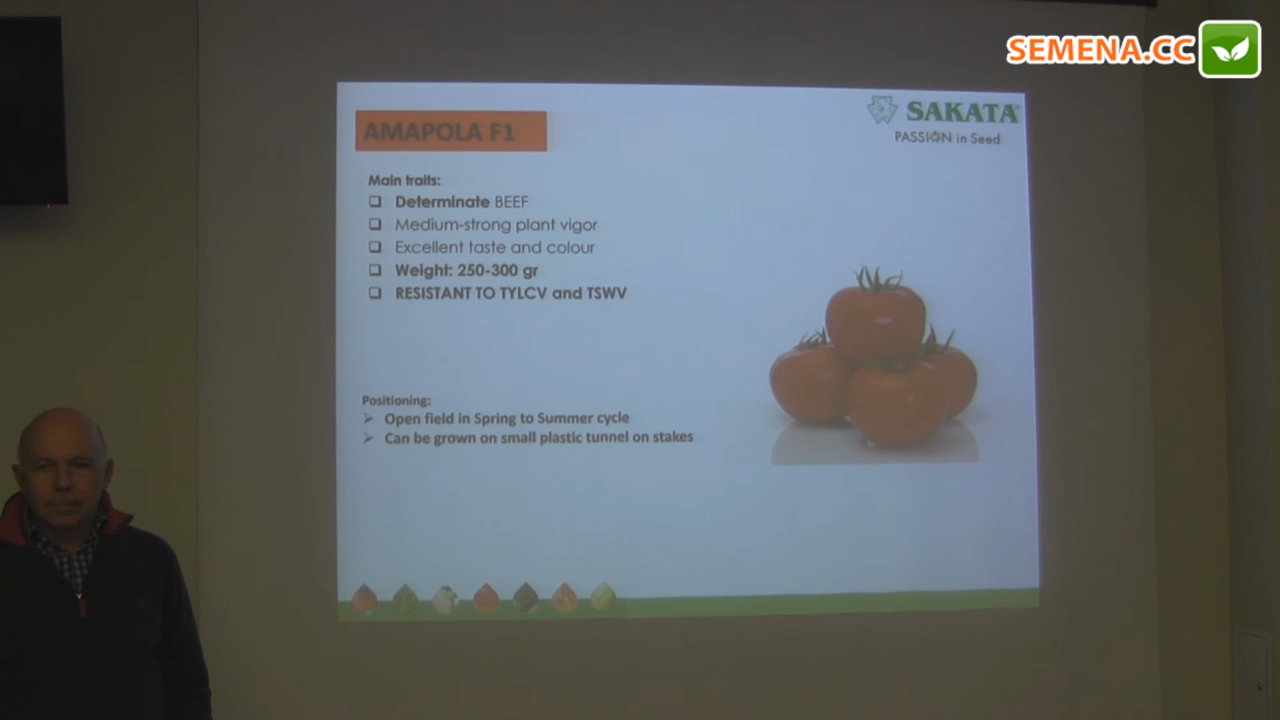 SEMENA.CC
SAKATA
PASSION in Seed
AMAPOLA F1
Main traits:
❑ Determinate BEEF
❑ Medium-strong plant vigor
❑ Excellent taste and colour
❑ Weight: 250-300 gr
❑ RESISTANT TO TYLCV and TSWV
Positioning:
➢ Open field in Spring to Summer cycle
➢ Can be grown on small plastic tunnel on stakes